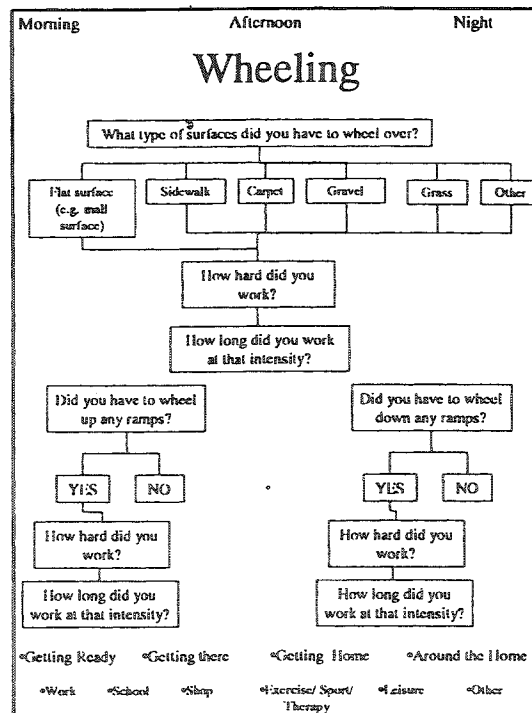 Morning Afternoon Night
Wheeling
What type of surfaces did you have to wheel over?
Flat surface
(e.g. mall
surface)
Sidewalk
Carpet
Gravel
Grass
Other
How hard did you
work?
How long did you work
at that intensity?
Did you have to wheel
up any ramps?
YES
NO
How hard did you
work?
How long did you
work at that intensity?
Did you have to wheel
down any ramps?
YES
NO
How hard did you
work?
How long did you
work at that intensity?
•Getting Ready •Getting there •Getting Home •Around the Home
•Work •School •Shop •Exercise/ Sport/
Therapy
•Leisure •Other